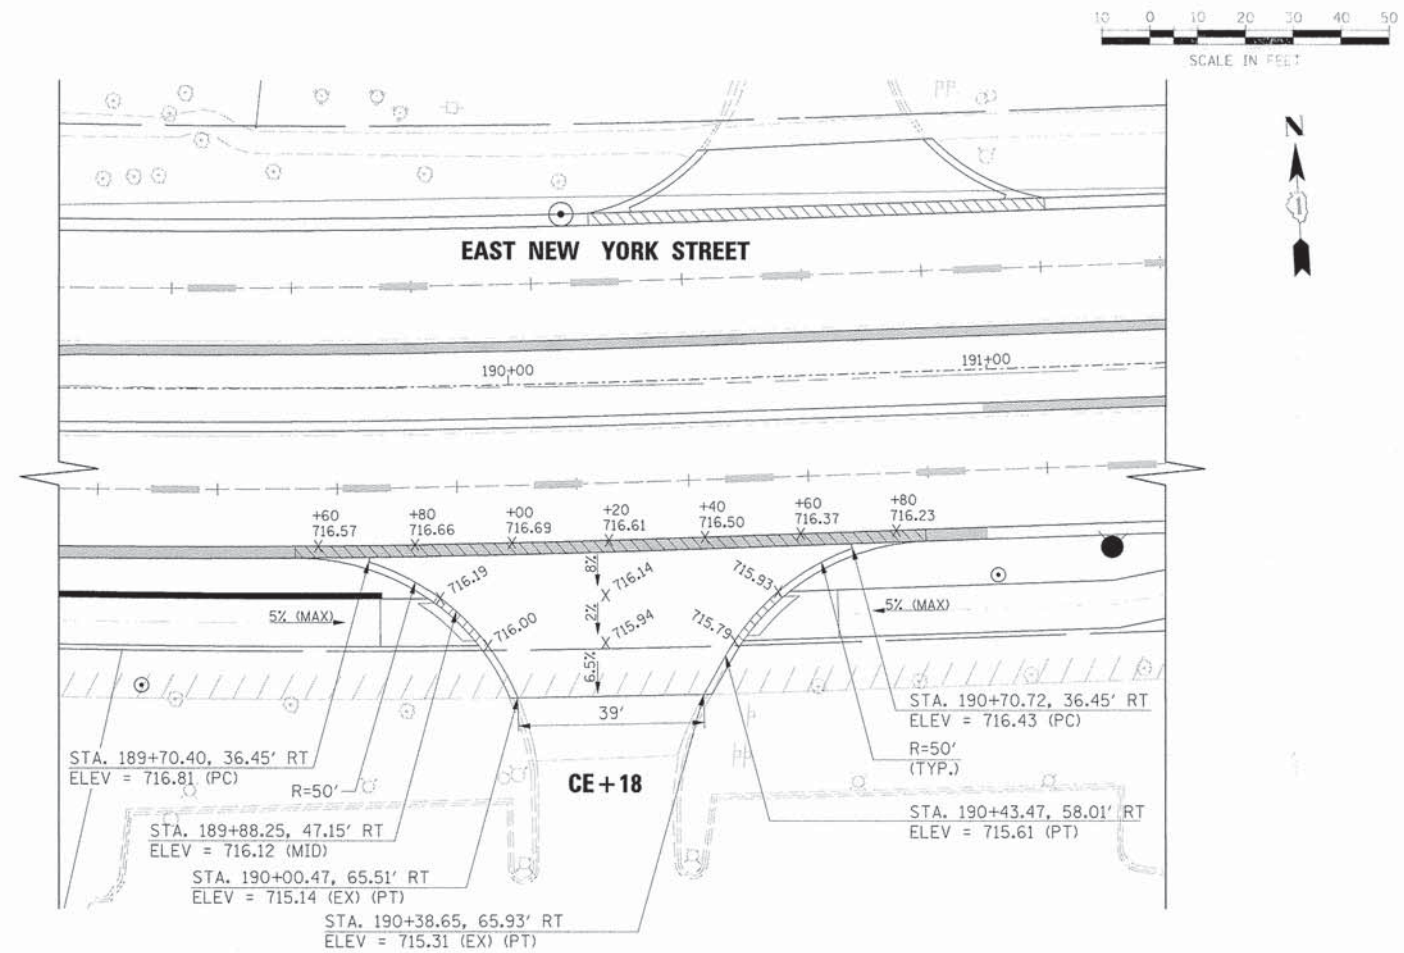 10 0 10 20 30 40 50
SCALE IN FEET
N
EAST NEW YORK STREET
190+00
191+00
+60
716.57
+80
716.66
+00
716.69
+20
716.61
+40
716.50
+60
716.37
+80
716.23
716.19
8%
716.14
715.93
5% (MAX)
2%
5% (MAX)
716.00
715.94
715.79
6.5%
39'
STA. 190+70.72, 36.45' RT
ELEV = 716.43 (PC)
STA. 189+70.40, 36.45' RT
ELEV = 716.81 (PC)
R=50'
(TYP.)
R=50'
CE+18
STA. 190+43.47, 58.01' RT
ELEV = 715.61 (PT)
STA. 189+88.25, 47.15' RT
ELEV = 716.12 (MID)
STA. 190+00.47, 65.51' RT
ELEV = 715.14 (EX) (PT)
STA. 190+38.65, 65.93' RT
ELEV = 715.31 (EX) (PT)